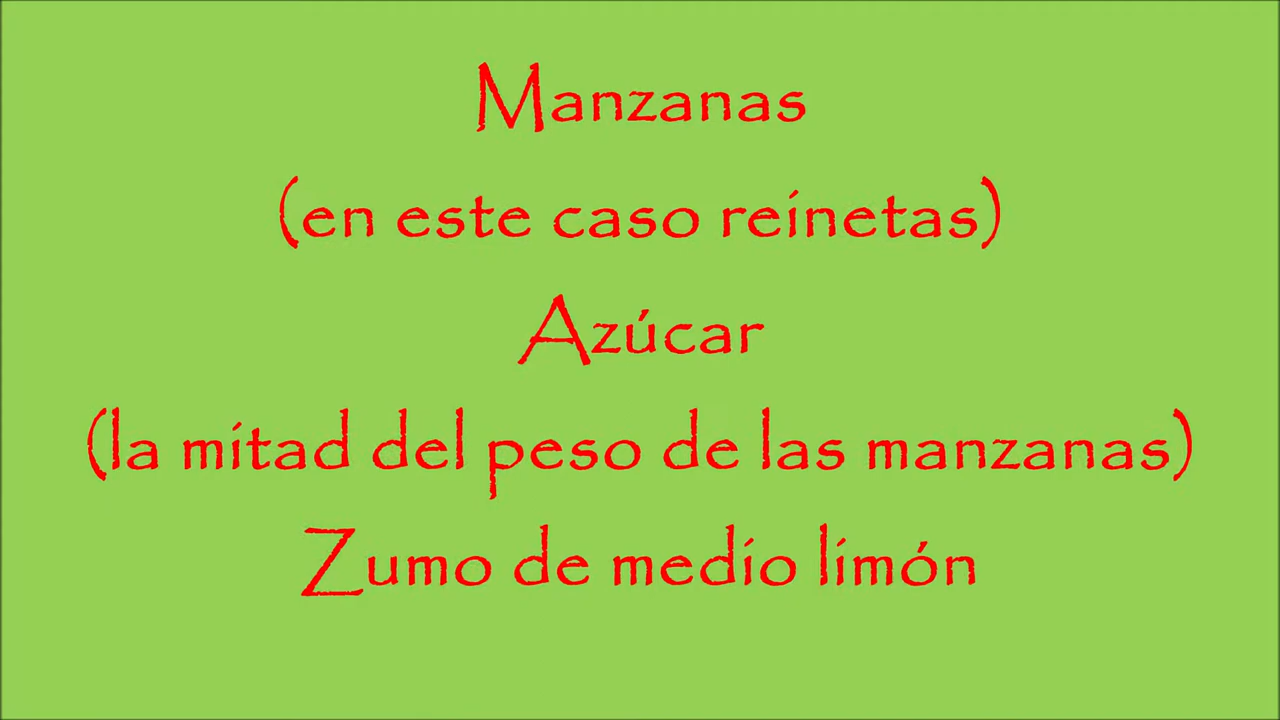 Manzanas
(en este caso reinetas)
Azúcar
(la mitad del peso de las manzanas)
Zumo de medio limón